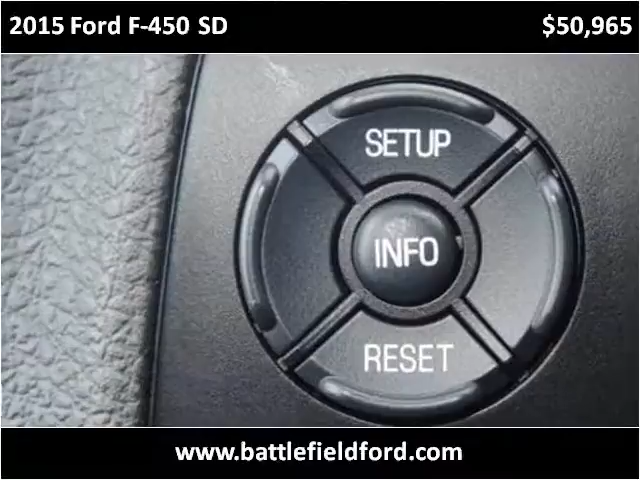 2015 Ford F-450 SD $50,965
SETUP
INFO
RESET
www.battlefieldford.com